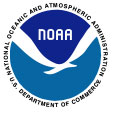 NATIONAL OCEANIC AND ATMOSPHERIC ADMINISTRATION
NOAA
U.S. DEPARTMENT OF COMMERCE